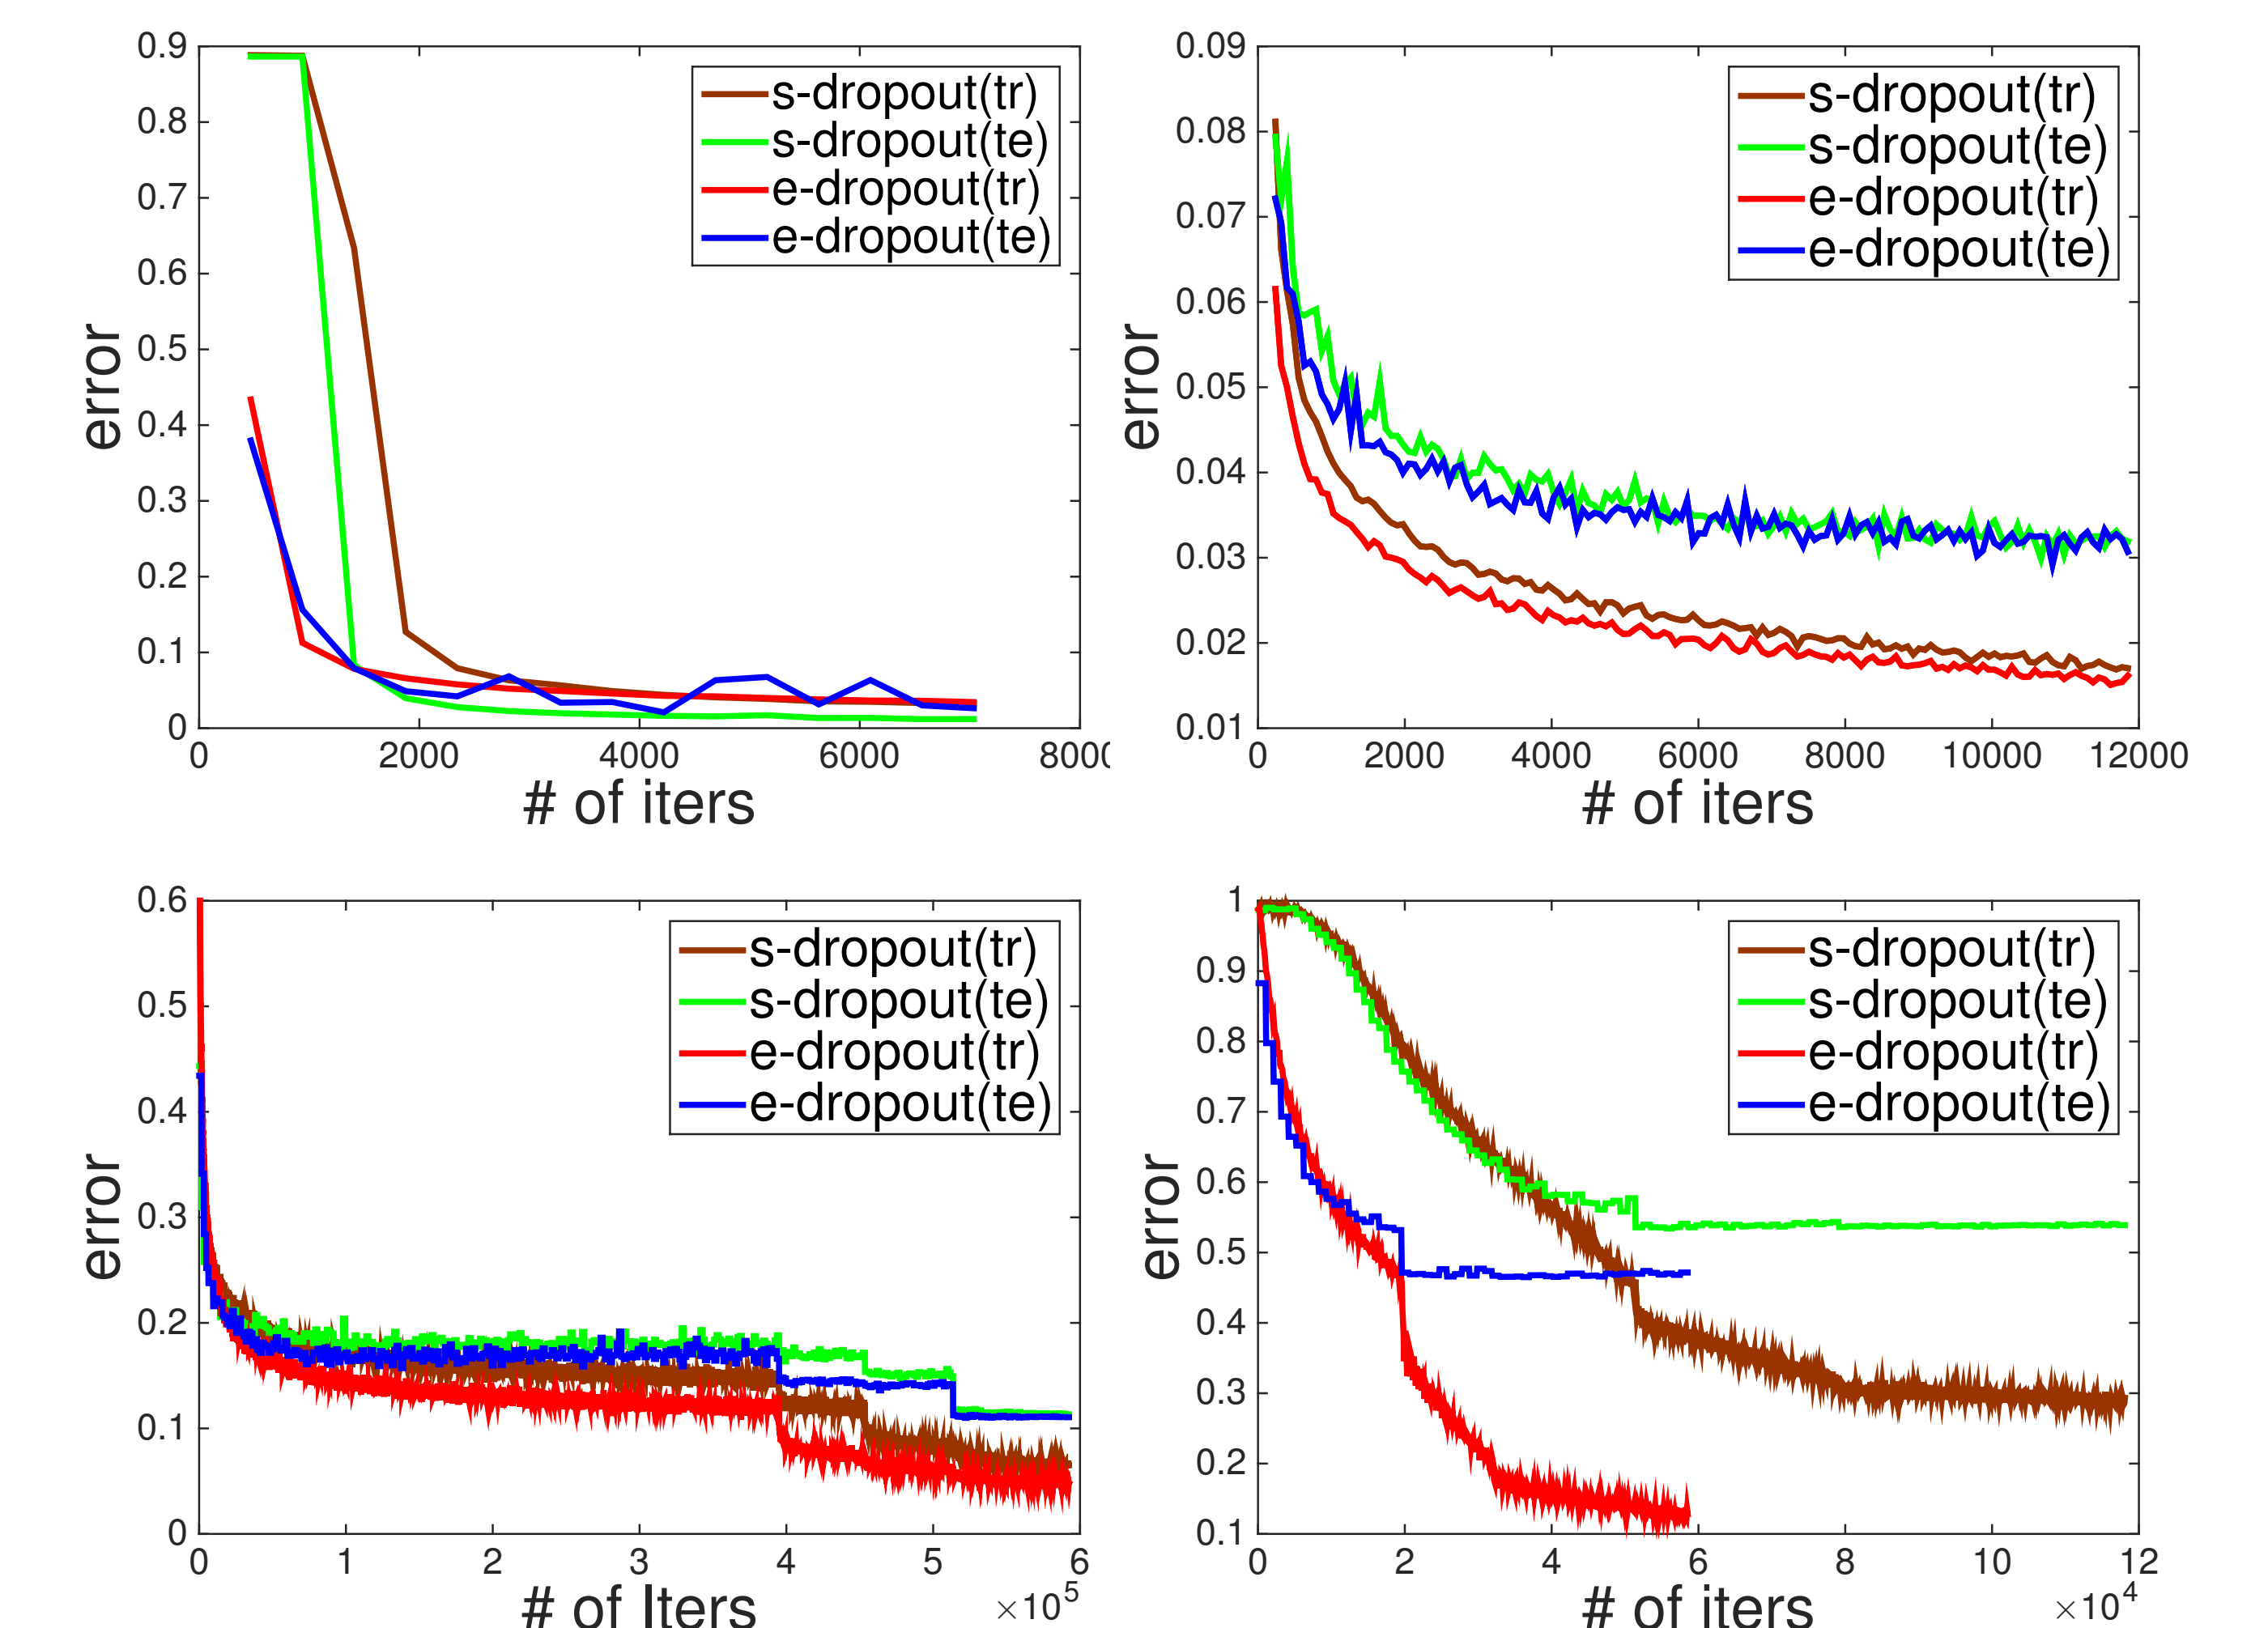 0.9
0.8
0.7
0.6
0.5
0.4
0.3
0.2
0.1
0
error
s-dropout(tr)
s-dropout(te)
e-dropout(tr)
e-dropout(te)
0 2000 4000 6000 8000
# of iters
0.09
0.08
0.07
0.06
0.05
0.04
0.03
0.02
0.01
error
s-dropout(tr)
s-dropout(te)
e-dropout(tr)
e-dropout(te)
0 2000 4000 6000 8000 10000 12000
# of iters
0.6
0.5
0.4
0.3
0.2
0.1
0
error
s-dropout(tr)
s-dropout(te)
e-dropout(tr)
e-dropout(te)
0 1 2 3 4 5 6
# of Iters
×10^5
1
0.9
0.8
0.7
0.6
0.5
0.4
0.3
0.2
0.1
error
s-dropout(tr)
s-dropout(te)
e-dropout(tr)
e-dropout(te)
0 2 4 6 8 10 12
# of iters
×10^4